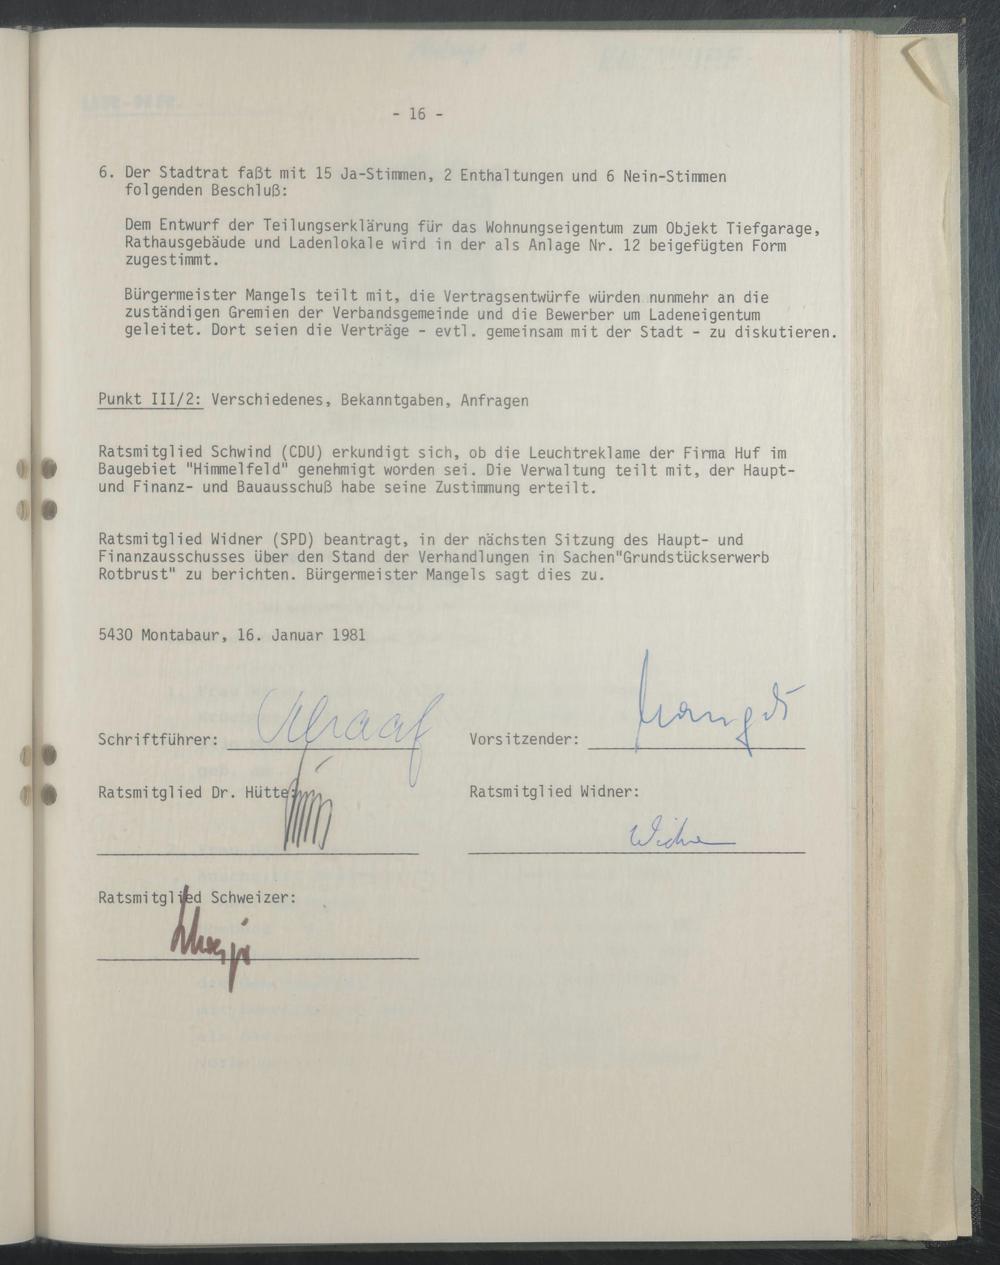 - 16 -
6. Der Stadtrat faßt mit 15 Ja-Stimmen, 2 Enthaltungen und 6 Nein-Stimmen
folgenden Beschluß:
Dem Entwurf der Teilungserklärung für das Wohnungseigentum zum Objekt Tiefgarage,
Rathausgebäude und Ladenlokale wird in der als Anlage Nr. 12 beigefügten Form
zugestimmt.
Bürgermeister Mangels teilt mit, die Vertragsentwürfe würden nunmehr an die
zuständigen Gremien der Verbandsgemeinde und die Bewerber um Ladeneigentum
geleitet. Dort seien die Verträge - evtl. gemeinsam mit der Stadt - zu diskutieren.
Punkt III/2: Verschiedenes, Bekanntgaben, Anfragen
Ratsmitglied Schwind (CDU) erkundigt sich, ob die Leuchtreklame der Firma Huf im
Baugebiet "Himmelfeld" genehmigt worden sei. Die Verwaltung teilt mit, der Haupt-
und Finanz- und Bauausschuß habe seine Zustimmung erteilt.
Ratsmitglied Widner (SPD) beantragt, in der nächsten Sitzung des Haupt- und
Finanzausschusses über den Stand der Verhandlungen in Sachen"Grundstückserwerb
Rotbrust" zu berichten. Bürgermeister Mangels sagt dies zu.
5430 Montabaur, 16. Januar 1981
Schriftführer:
Vorsitzender: Mangels
Ratsmitglied Dr. Hütte:
Ratsmitglied Widner:
Widner
Ratsmitglied Schweizer: